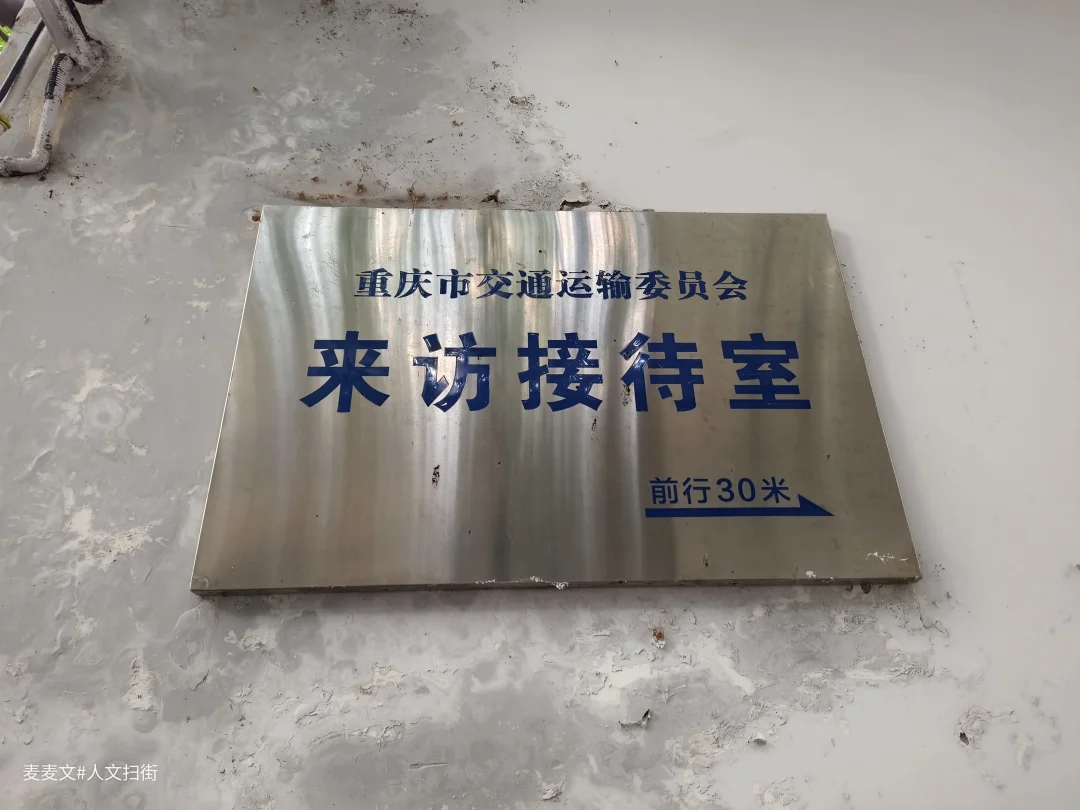 重庆市交通运输委员会
来访接待室
前行30米
麦麦文#人文扫街